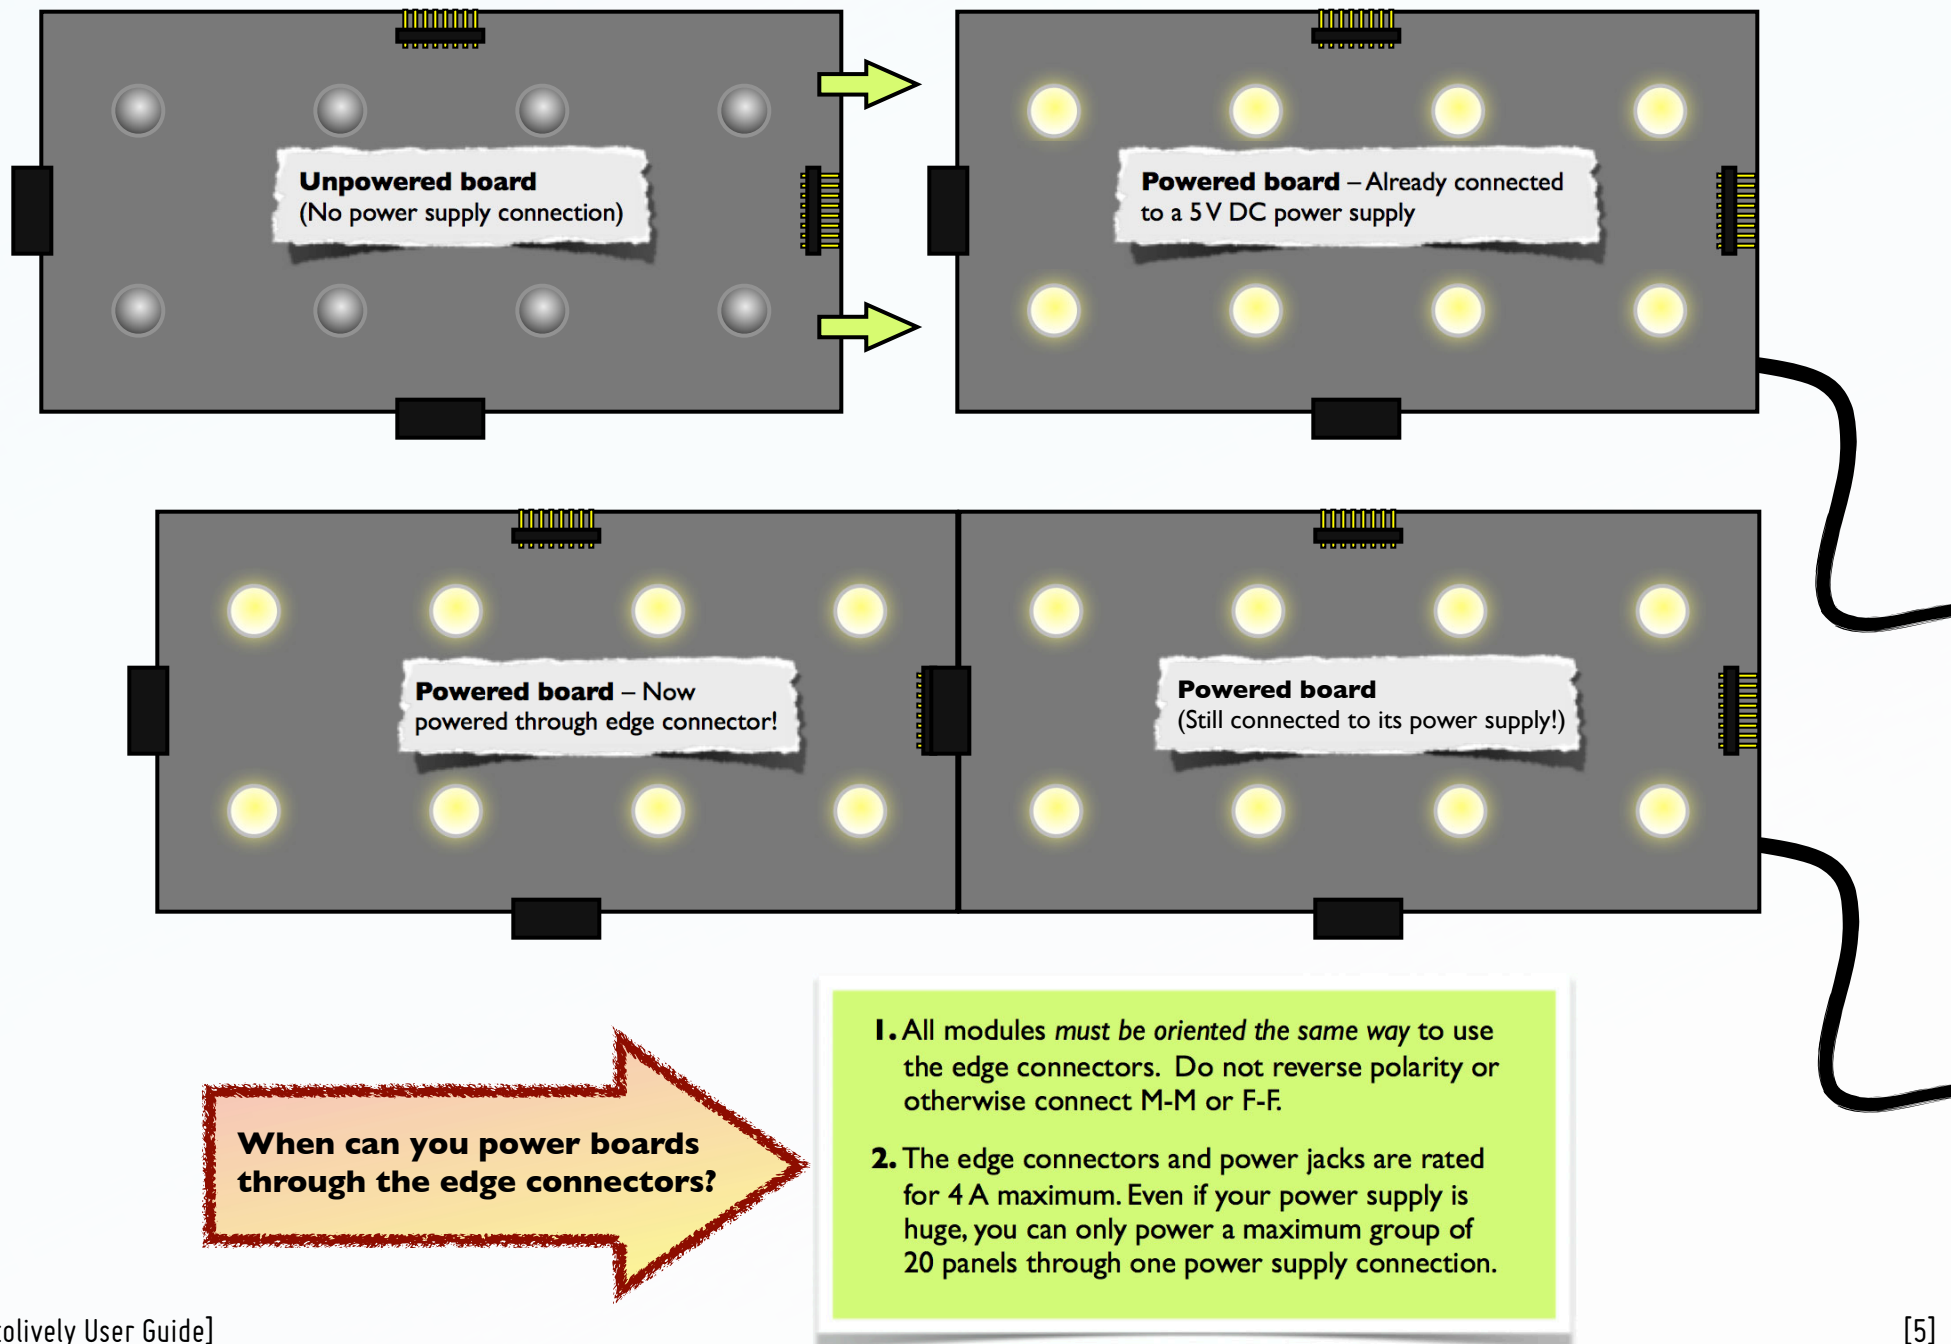 Unpowered board
(No power supply connection)
Powered board – Already connected
to a 5 V DC power supply
Powered board – Now
powered through edge connector!
Powered board
(Still connected to its power supply!)
When can you power boards
through the edge connectors?
1. All modules must be oriented the same way to use
the edge connectors. Do not reverse polarity or
otherwise connect M-M or F-F.
2. The edge connectors and power jacks are rated
for 4 A maximum. Even if your power supply is
huge, you can only power a maximum group of
20 panels through one power supply connection.
User Guide]
[5]